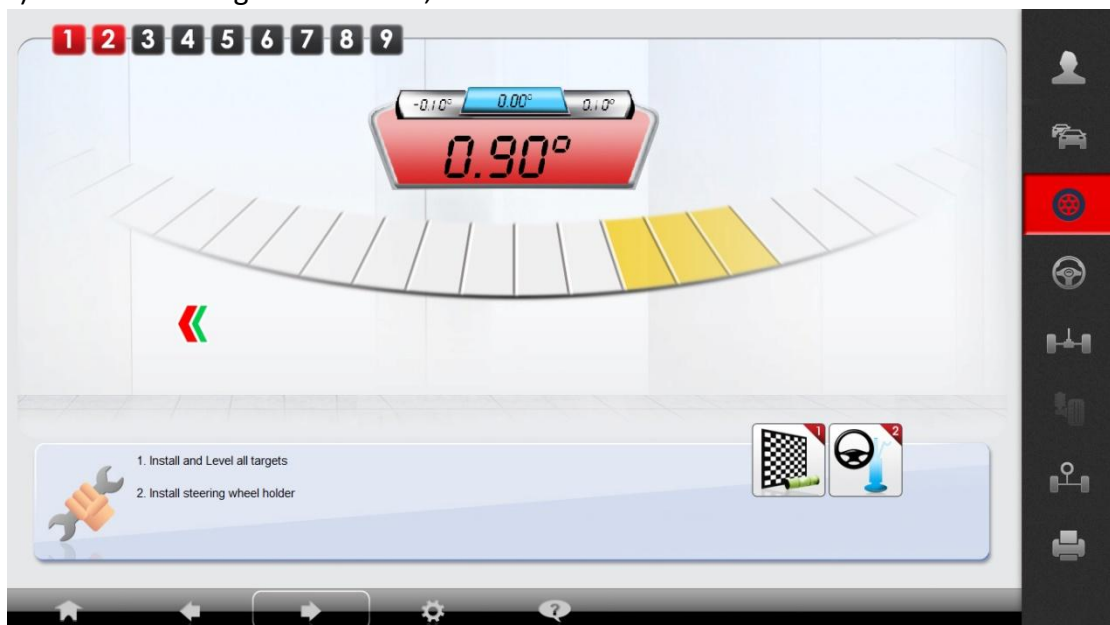 1 2 3 4 5 6 7 8 9
-0.10° 0.00° 0.10°
0.90°
1 2
1. Install and Level all targets
2. Install steering wheel holder
?